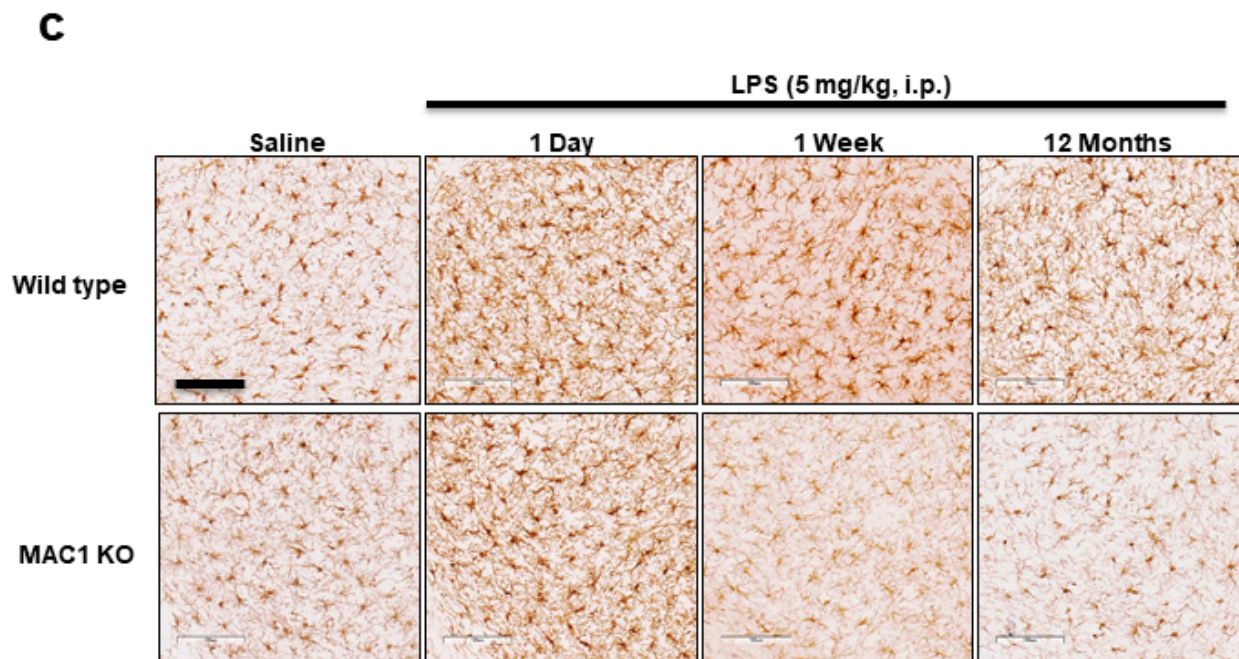 C
LPS (5 mg/kg, i.p.)
Saline 1 Day 1 Week 12 Months
Wild type
MAC1 KO